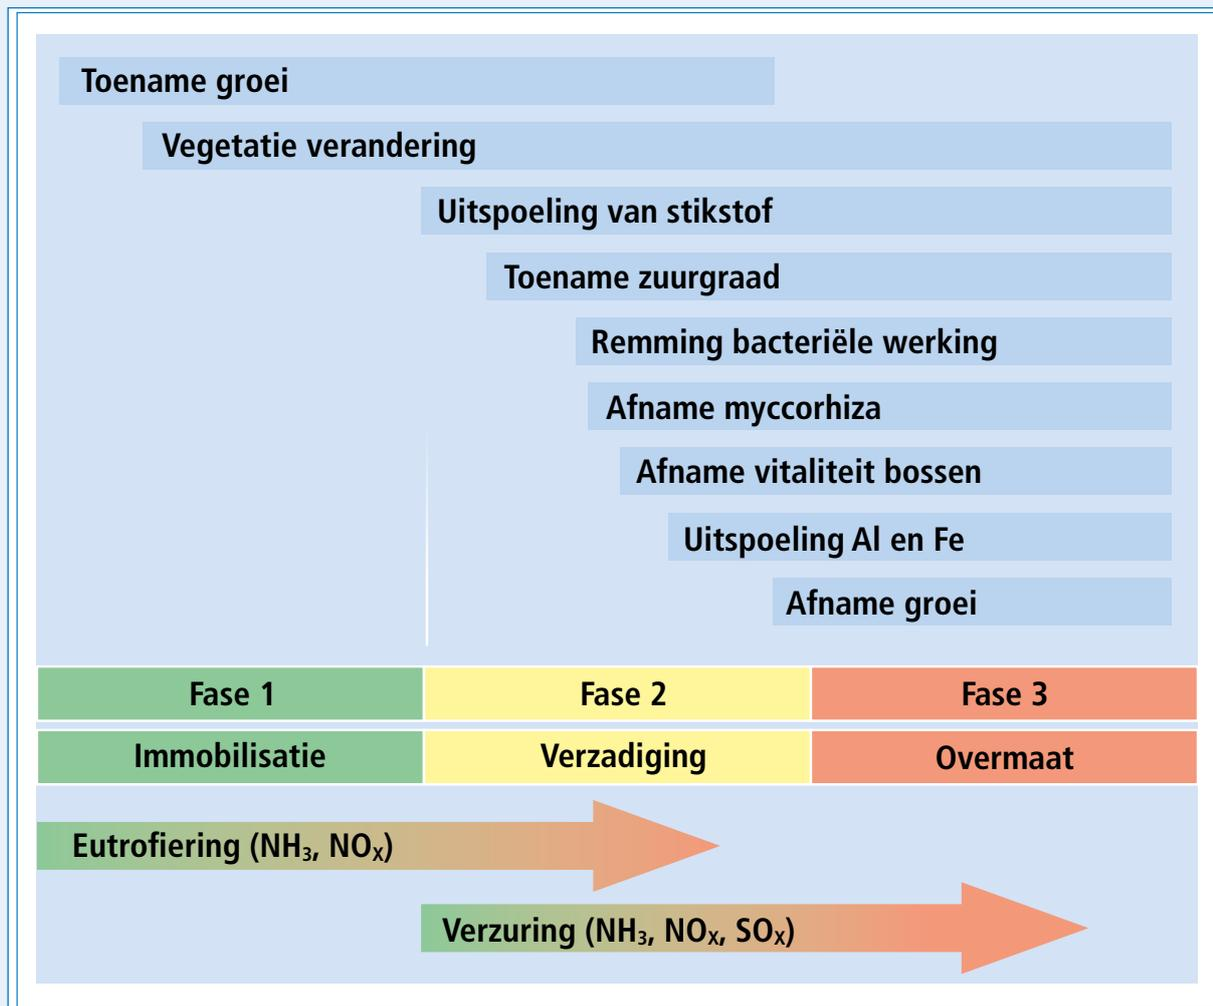 Toename groei
Vegetatie verandering
Uitspoeling van stikstof
Toename zuurgraad
Remming bacteriële werking
Afname myccorhiza
Afname vitaliteit bossen
Uitspoeling Al en Fe
Afname groei
Fase 1 Fase 2 Fase 3
Immobilisatie Verzadiging Overmaat
Eutrofiering (NH₃, NOₓ)
Verzuring (NH₃, NOₓ, SOₓ)